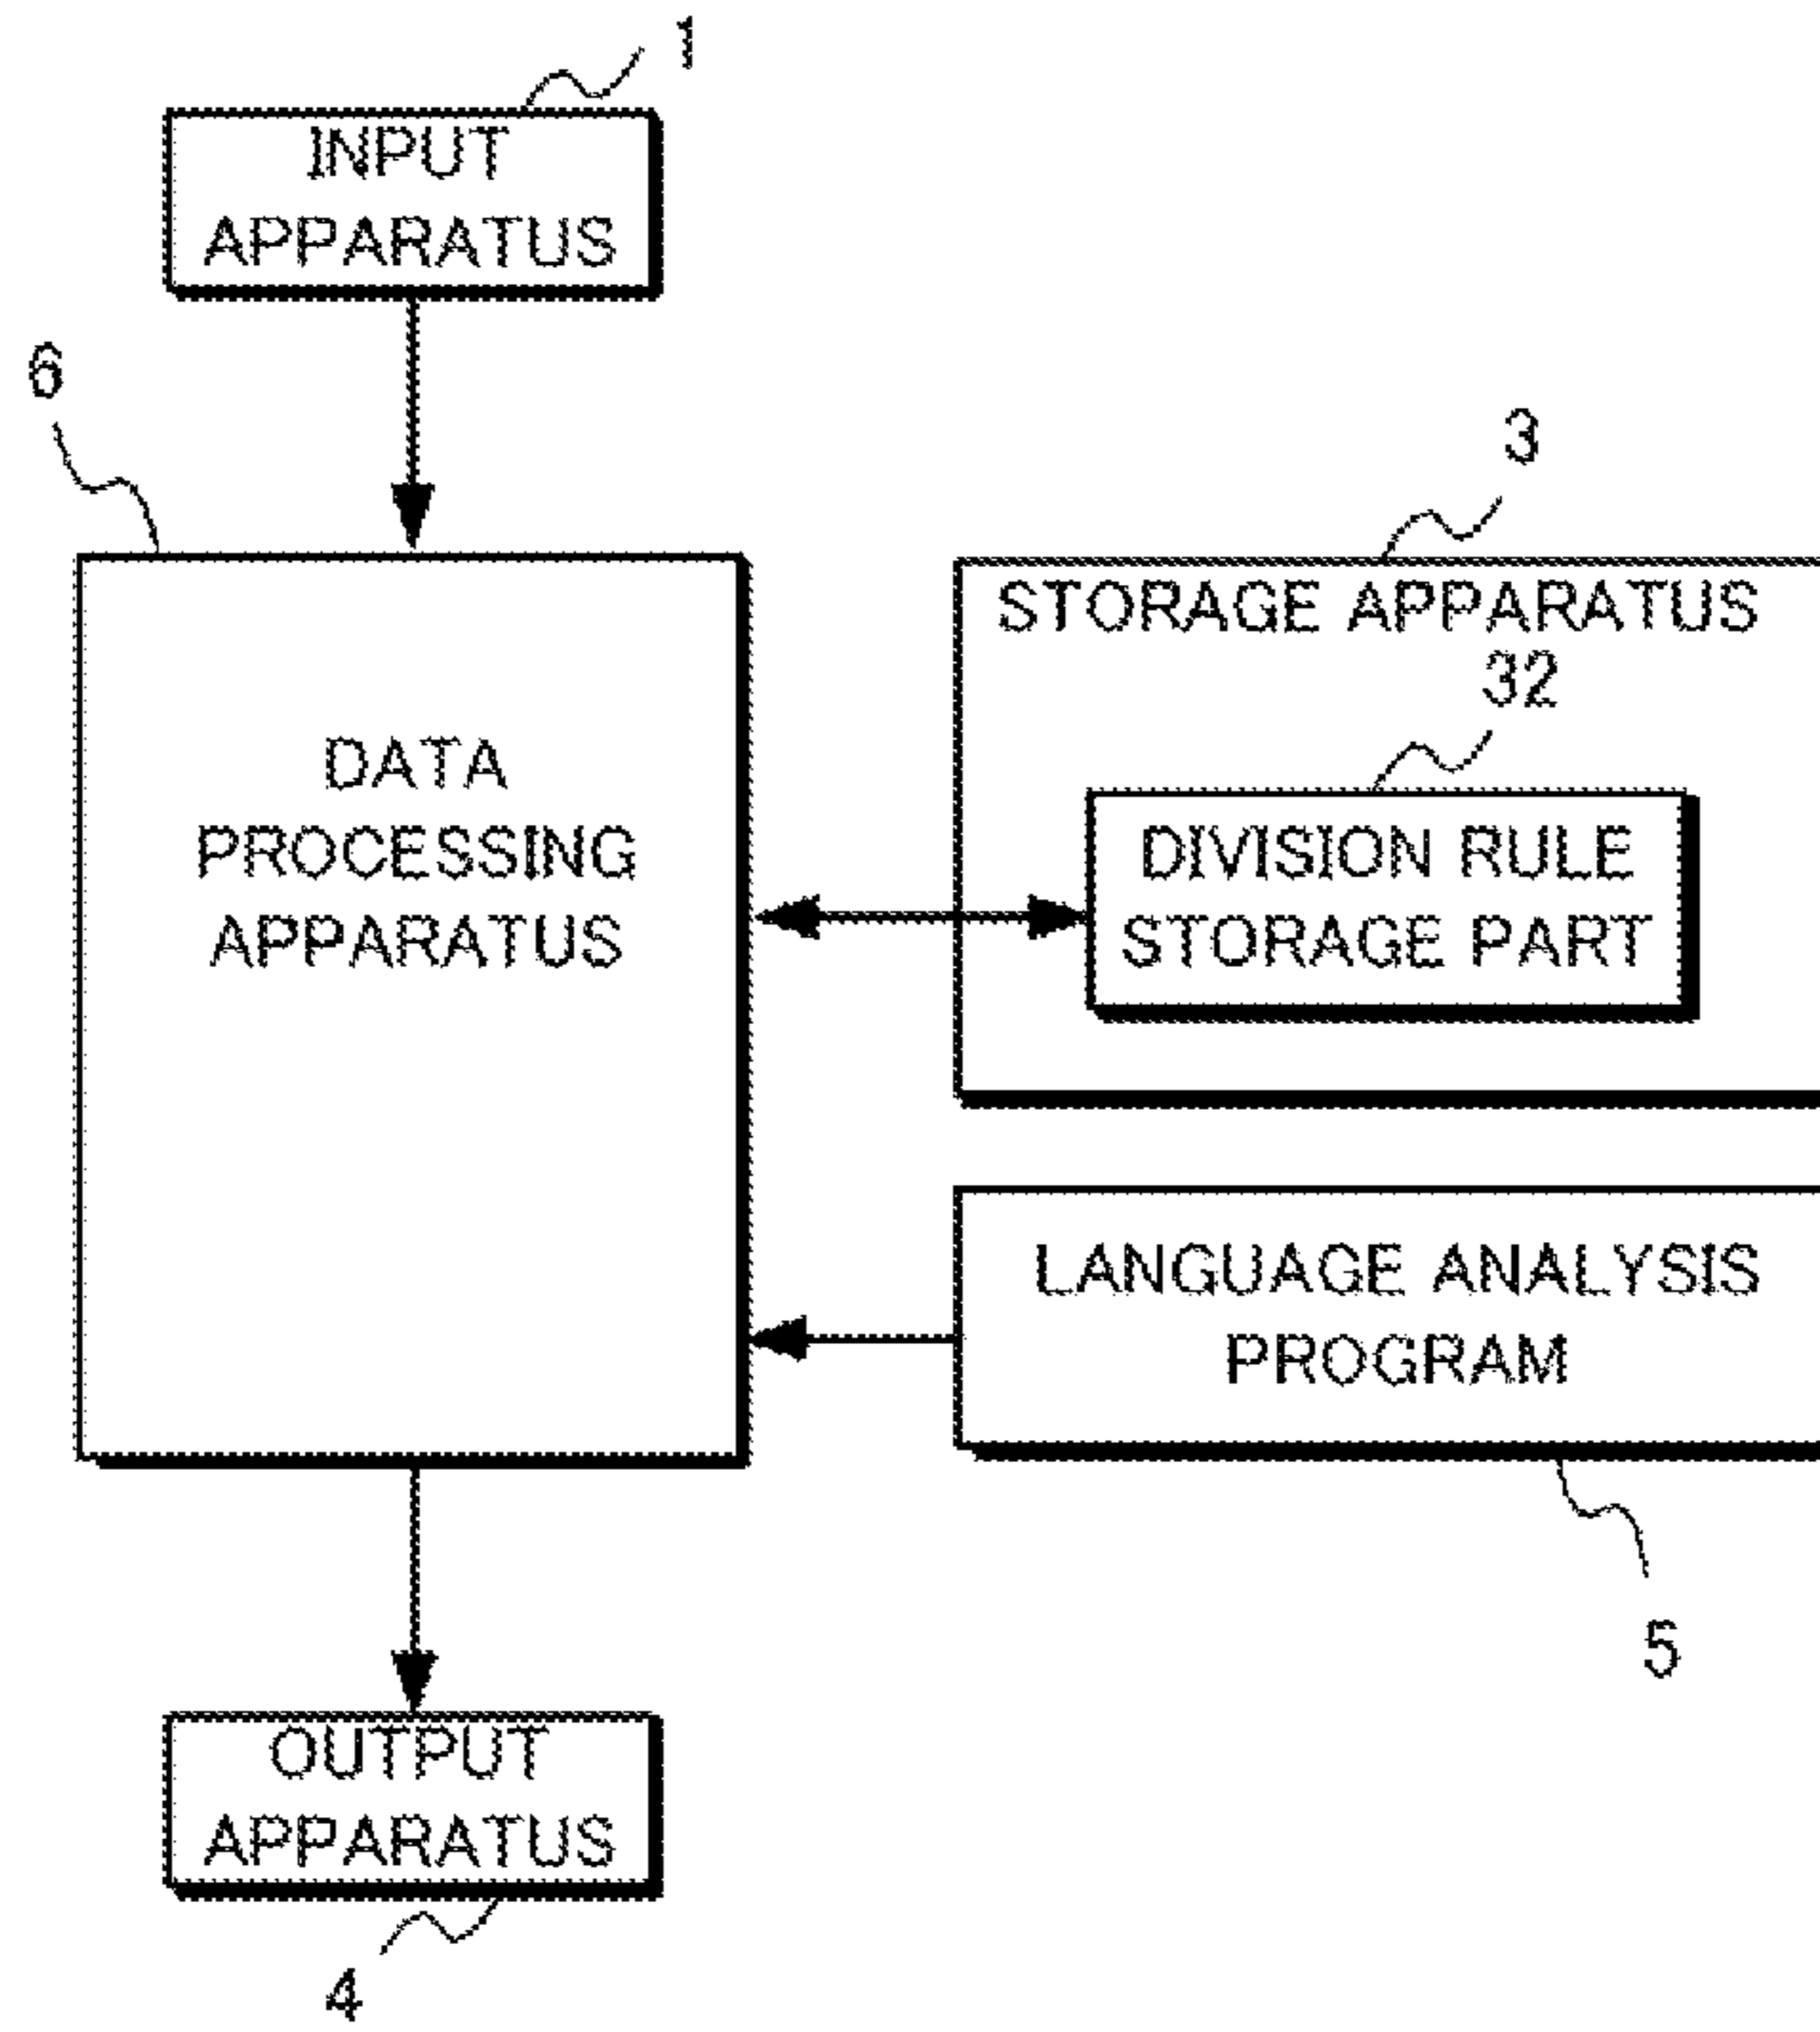 1
INPUT
APPARATUS
6
3
STORAGE APPARATUS
32
DATA
PROCESSING
APPARATUS
DIVISION RULE
STORAGE PART
LANGUAGE ANALYSIS
PROGRAM
5
OUTPUT
APPARATUS
4